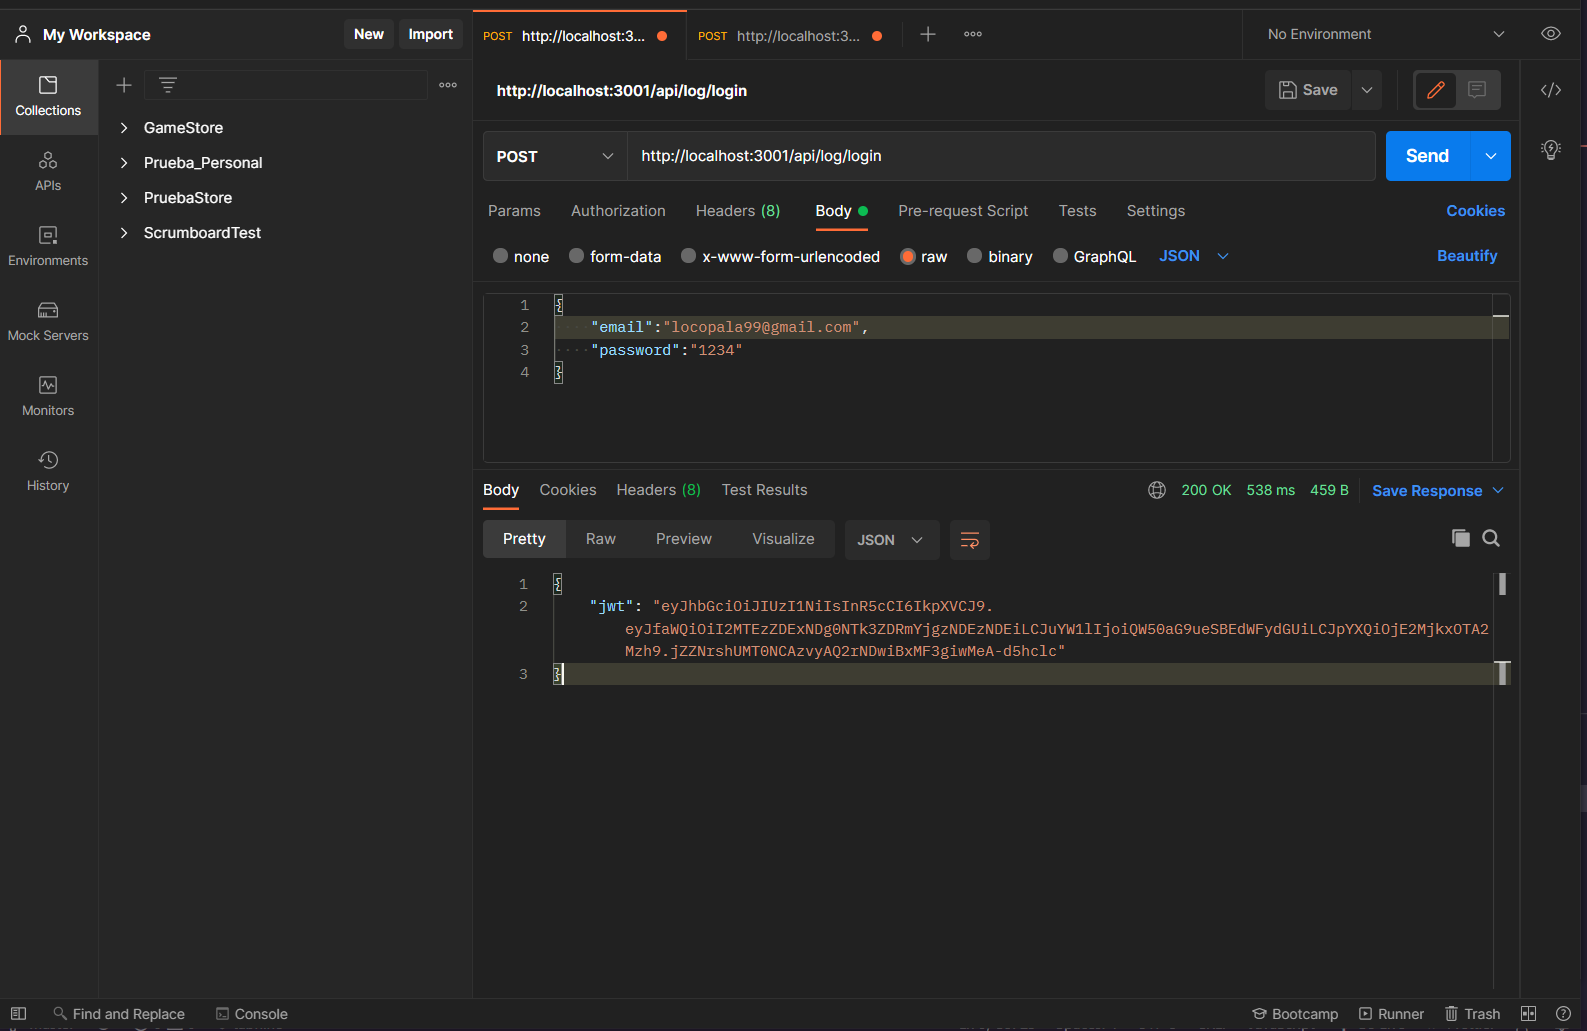 My Workspace
New
Import
POST http://localhost:3...
POST http://localhost:3...
No Environment
Collections
APIs
Environments
Mock Servers
Monitors
History
GameStore
Prueba_Personal
PruebaStore
ScrumboardTest
http://localhost:3001/api/log/login
Save
POST
http://localhost:3001/api/log/login
Send
Params Authorization Headers (8) Body Pre-request Script Tests Settings Cookies
none form-data x-www-form-urlencoded raw binary GraphQL JSON Beautify
1 {
2 "email":"locopala99@gmail.com",
3 "password":"1234"
4 }
Body Cookies Headers (8) Test Results 200 OK 538 ms 459 B Save Response
Pretty Raw Preview Visualize JSON
1 {
2 "jwt": "eyJhbGciOiJIUzI1NiIsInR5cCI6IkpXVCJ9.
eyJfaWQiOiI2MTEzZDExNDg0NTk3ZDRmYjgzNDEzNDEiLCJuYW1lIjoiQW50aG9ueSBEdWFydGUiLCJpYXQiOjE2MjkxOTA2
Mzh9.jZZNrshUMT0NCAzvyAQ2rNDwiBxMF3giwMeA-d5hclc"
3 }
Find and Replace
Console
Bootcamp
Runner
Trash